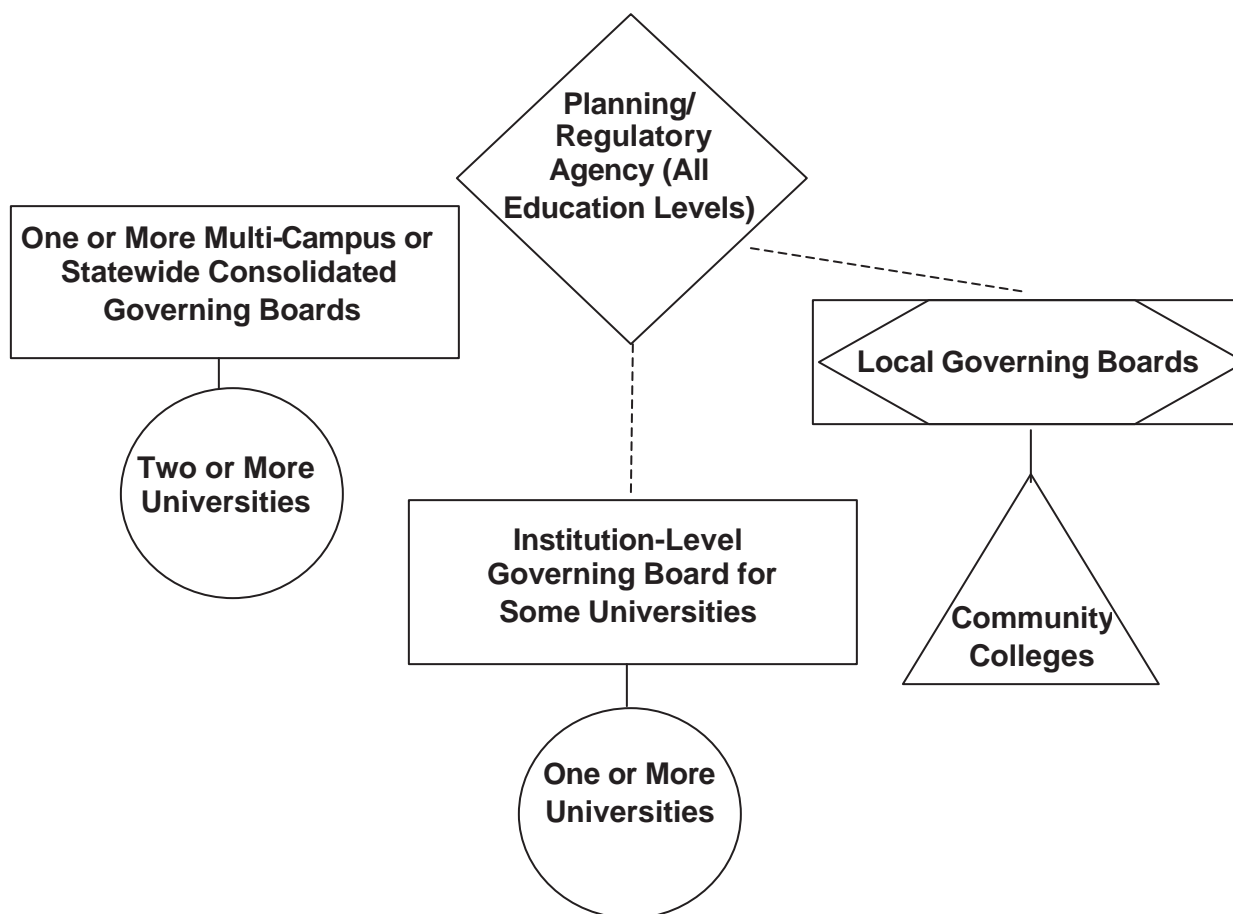 Planning/
Regulatory
Agency (All
Education Levels)
One or More Multi-Campus or
Statewide Consolidated
Governing Boards
Local Governing Boards
Two or More
Universities
Institution-Level
Governing Board for
Some Universities
Community
Colleges
One or More
Universities